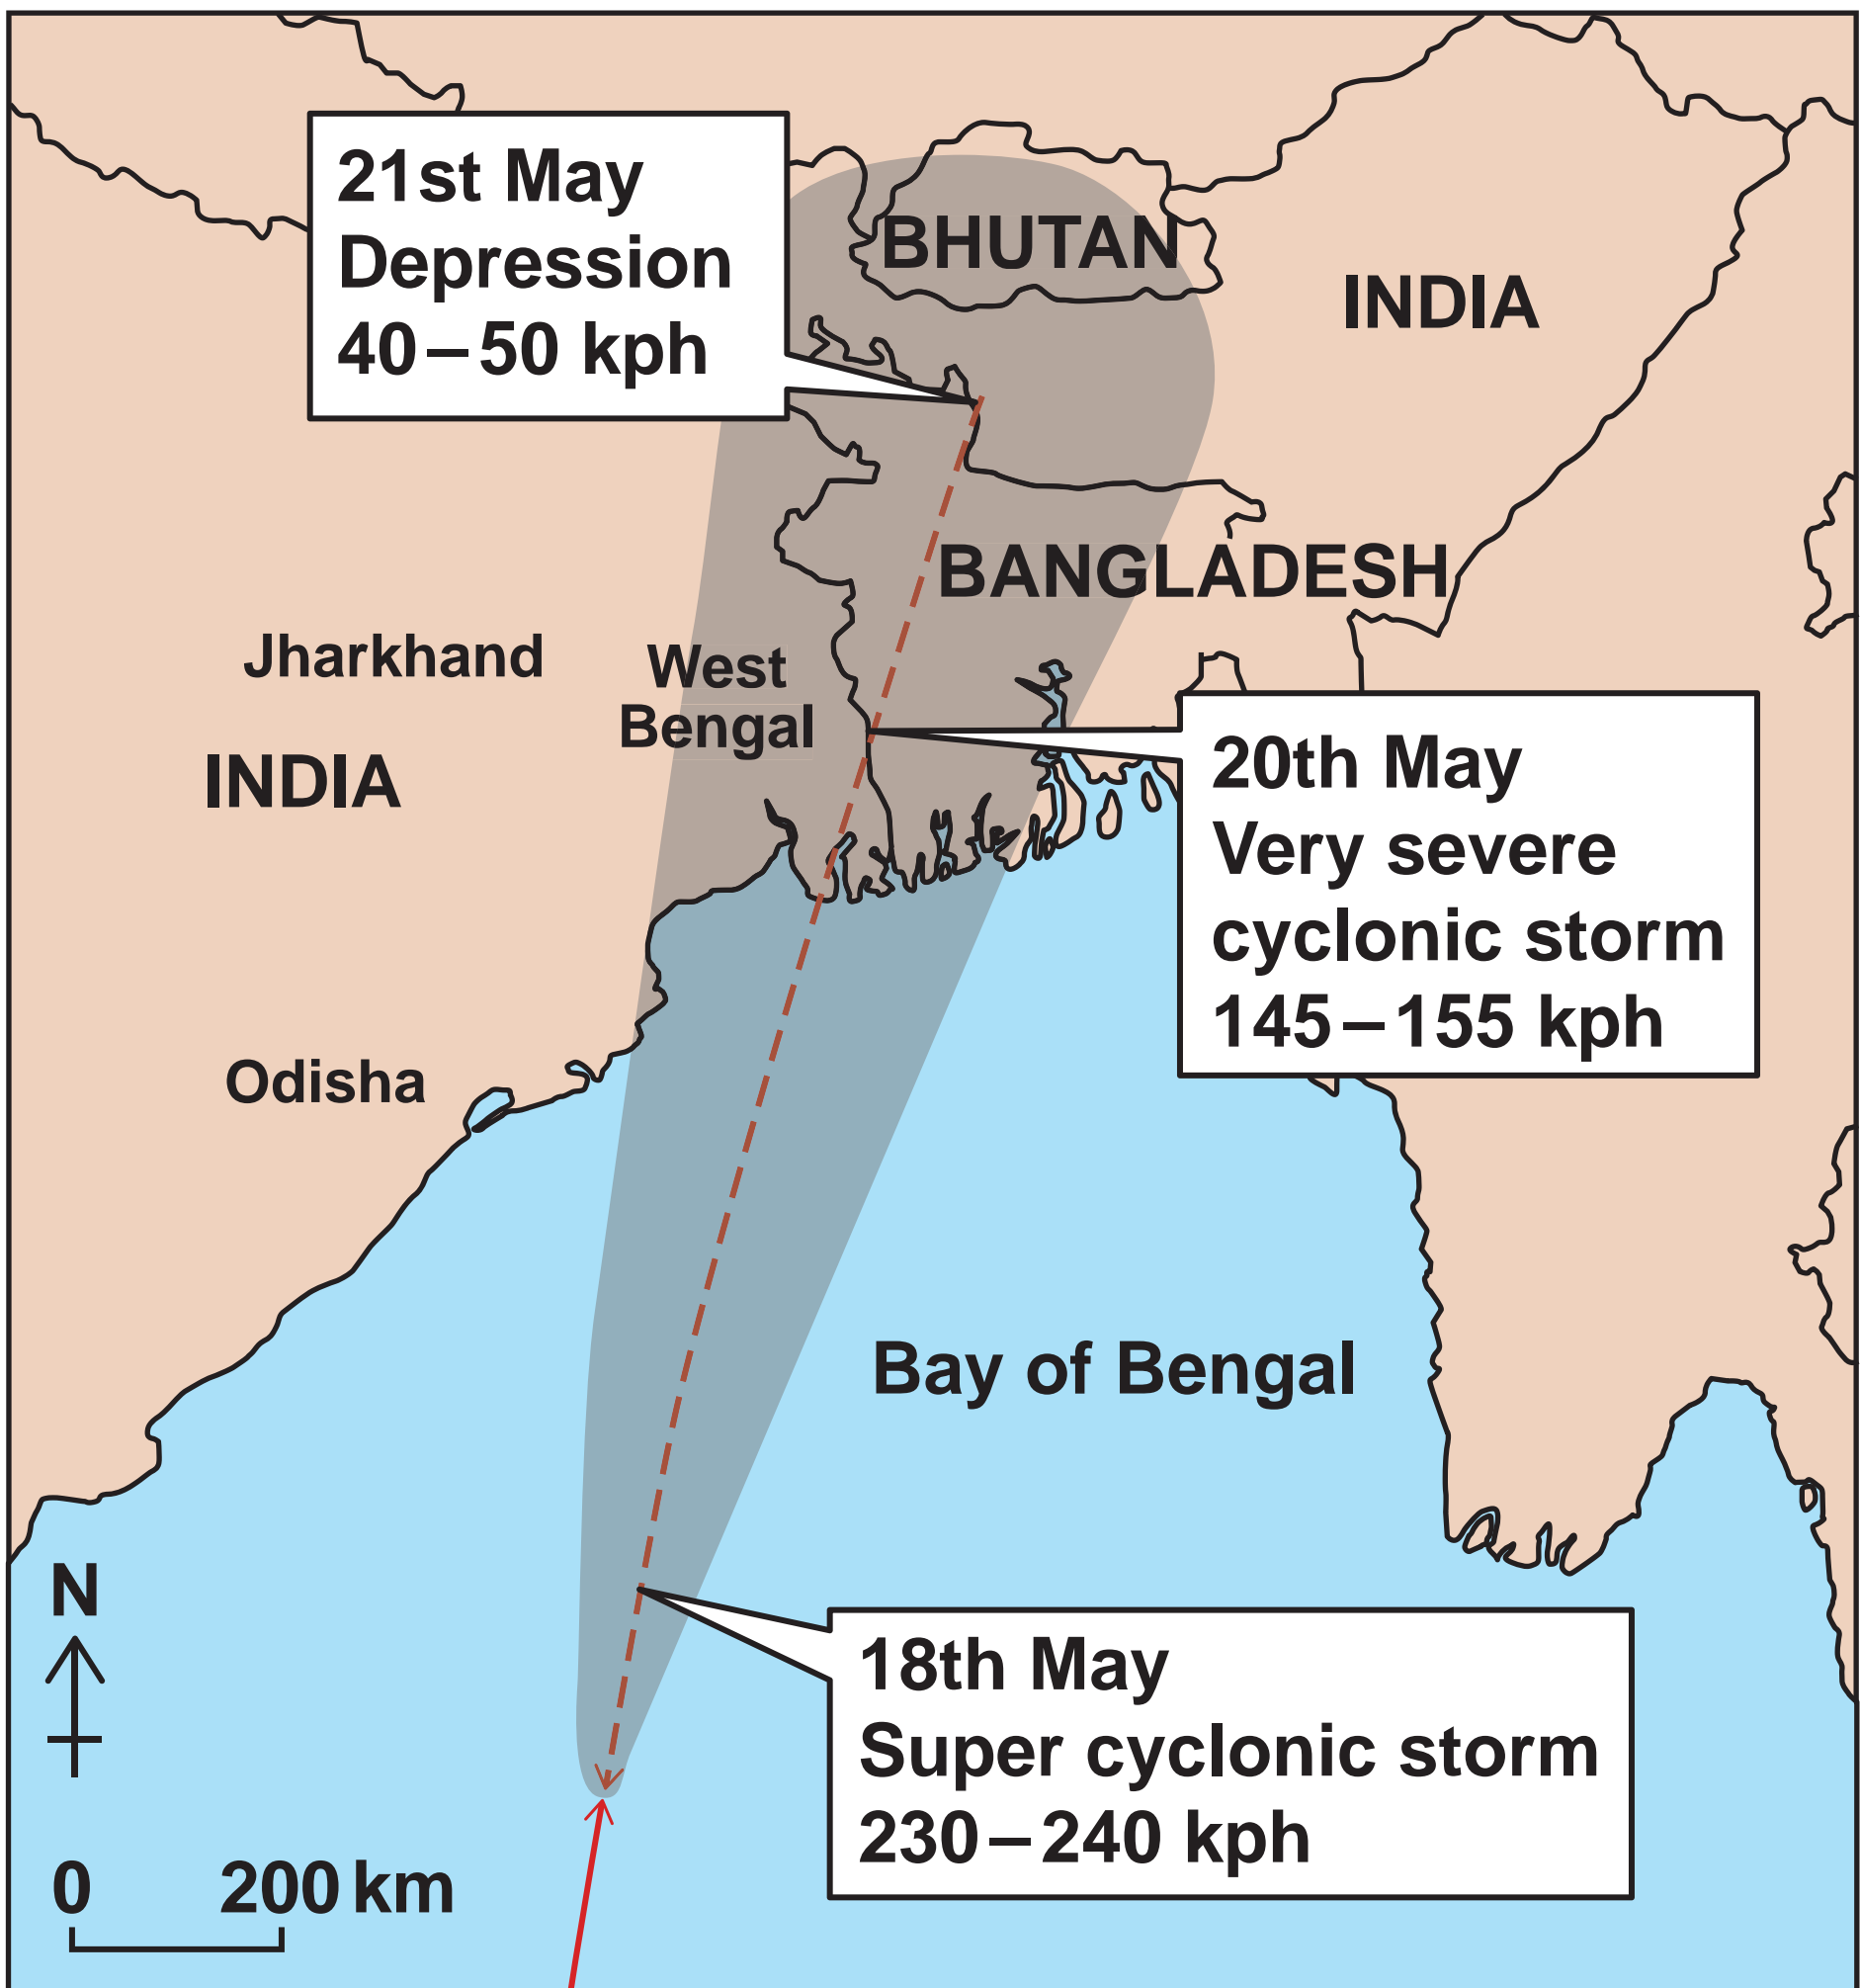 21st May
Depression
40–50 kph
BHUTAN
INDIA
BANGLADESH
Jharkhand
West
Bengal
INDIA
20th May
Very severe
cyclonic storm
145–155 kph
Odisha
Bay of Bengal
N
18th May
Super cyclonic storm
230–240 kph
0 200 km